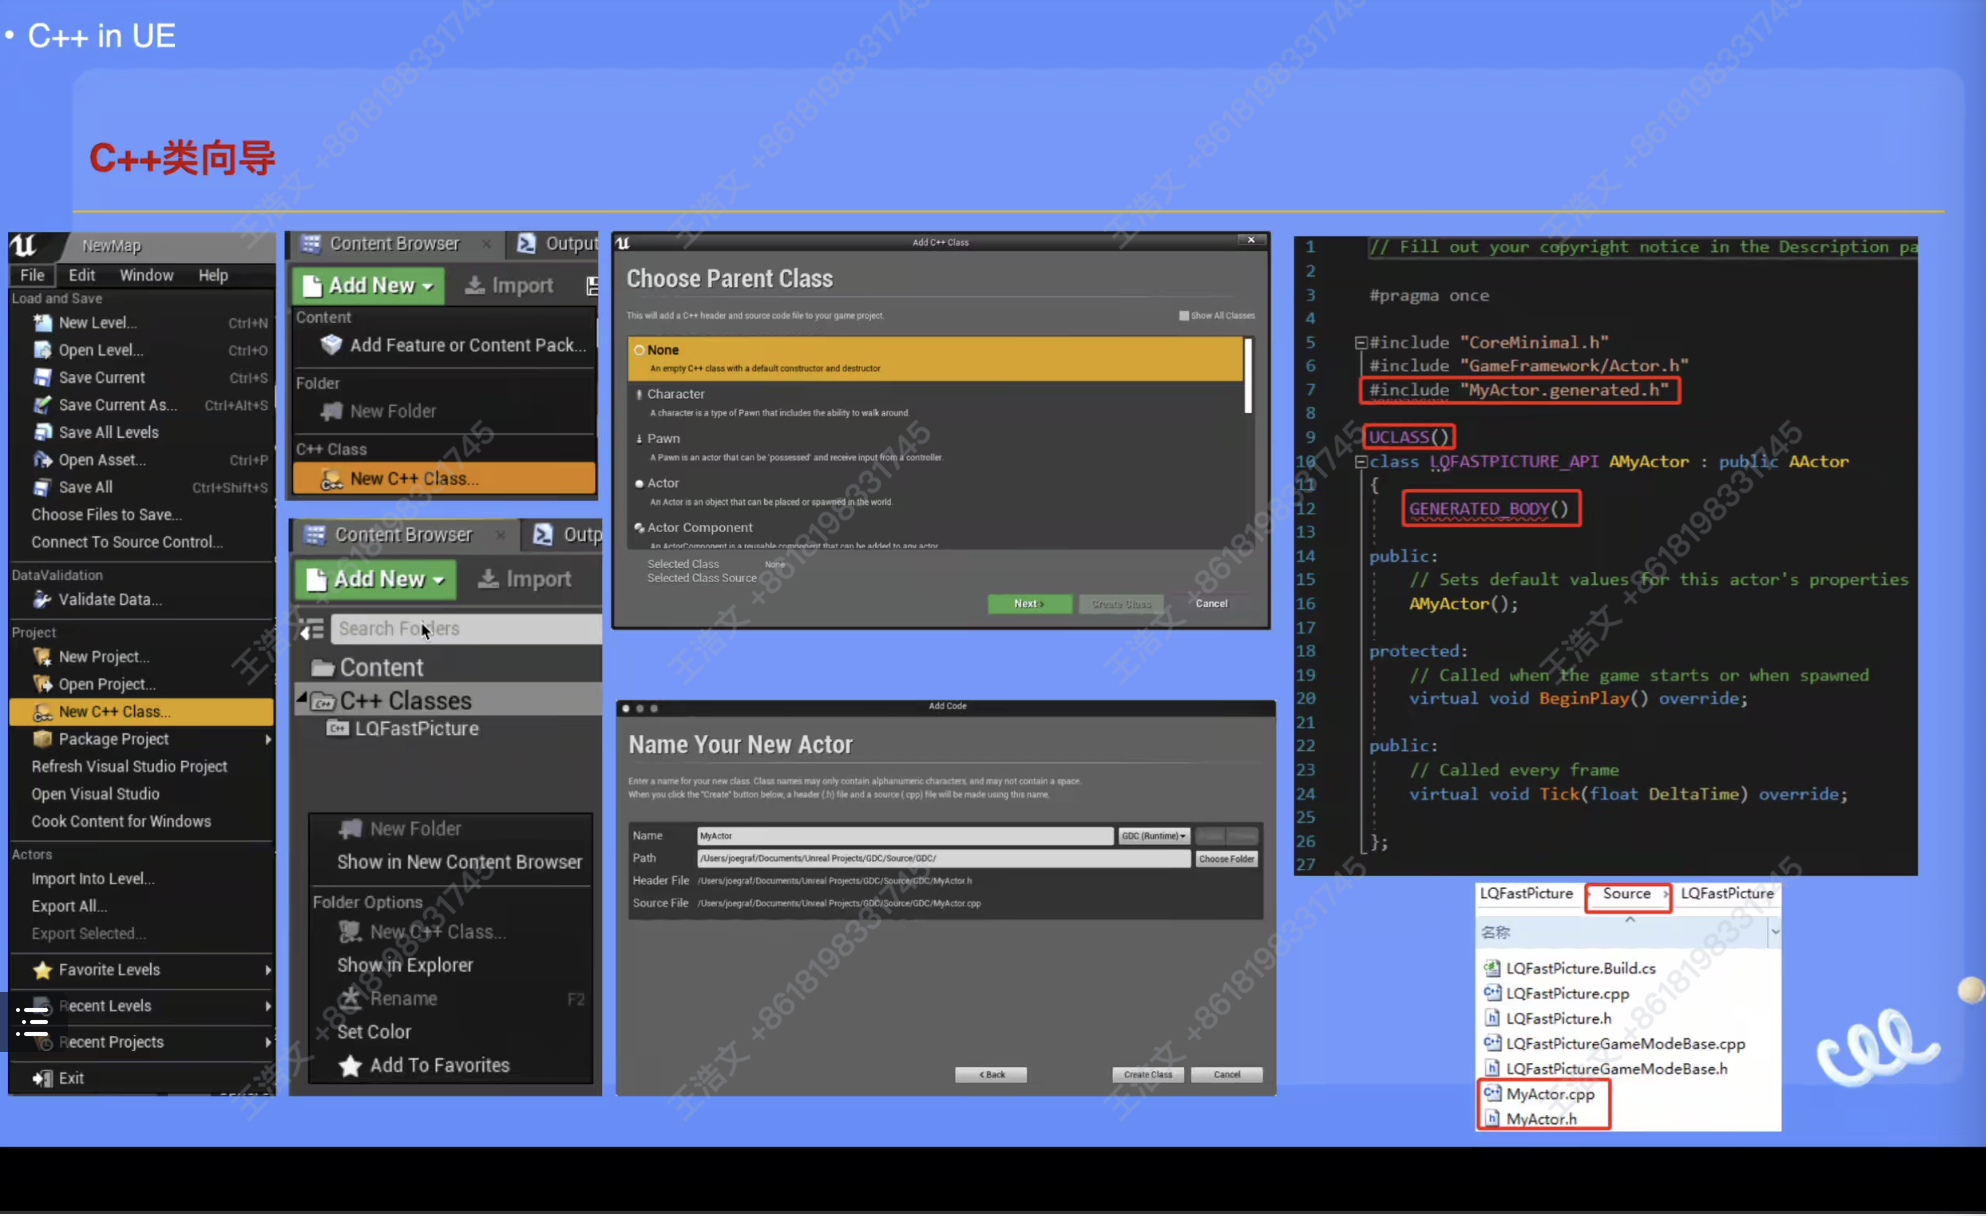 • C++ in UE
C++类向导
NewMap
File Edit Window Help
Load and Save
New Level... Ctrl+N
Open Level... Ctrl+O
Save Current Ctrl+S
Save Current As... Ctrl+Alt+S
Save All Levels
Open Asset... Ctrl+P
Save All Ctrl+Shift+S
Choose Files to Save...
Connect To Source Control...
DataValidation
Validate Data...
Project
New Project...
Open Project...
New C++ Class...
Package Project
Refresh Visual Studio Project
Open Visual Studio
Cook Content for Windows
Actors
Import Into Level...
Export All...
Export Selected...
Favorite Levels
Recent Levels
Recent Projects
Exit
Content Browser Output
Add New Import
Content
Add Feature or Content Pack...
Folder
New Folder
C++ Class
New C++ Class...
Content Browser Outp
Add New Import
Search Folders
Content
C++ Classes
LQFastPicture
New Folder
Show in New Content Browser
Folder Options
New C++ Class...
Show in Explorer
Rename F2
Set Color
Add To Favorites
Add C++ Class
Choose Parent Class
This will add a C++ header and source code file to your game project.
Show All Classes
None
An empty C++ class with a default constructor and destructor
Character
A character is a type of Pawn that includes the ability to walk around.
Pawn
A Pawn is an actor that can be 'possessed' and receive input from a controller.
Actor
An Actor is an object that can be placed or spawned in the world.
Actor Component
An ActorComponent is a reusable component that can be added to any actor.
Selected Class None
Selected Class Source
Next> Create Class Cancel
Add Code
Name Your New Actor
Enter a name for your new class. Class names may only contain alphanumeric characters, and may not contain a space.
When you click the "Create" button below, a header (.h) file and a source (.cpp) file will be made using this name.
Name MyActor GDC (Runtime)
Path /Users/joegraf/Documents/Unreal Projects/GDC/Source/GDC/ Choose Folder
Header File /Users/joegraf/Documents/Unreal Projects/GDC/Source/GDC/MyActor.h
Source File /Users/joegraf/Documents/Unreal Projects/GDC/Source/GDC/MyActor.cpp
< Back Create Class Cancel
1 // Fill out your copyright notice in the Description pa
2
3 #pragma once
4
5 #include "CoreMinimal.h"
6 #include "GameFramework/Actor.h"
7 #include "MyActor.generated.h"
8
9 UCLASS()
10 class LQFASTPICTURE_API AMyActor : public AActor
11 {
12 GENERATED_BODY()
13
14 public:
15 // Sets default values for this actor's properties
16 AMyActor();
17
18 protected:
19 // Called when the game starts or when spawned
20 virtual void BeginPlay() override;
21
22 public:
23 // Called every frame
24 virtual void Tick(float DeltaTime) override;
25
26 };
27
LQFastPicture Source LQFastPicture
名称
LQFastPicture.Build.cs
LQFastPicture.cpp
LQFastPicture.h
LQFastPictureGameModeBase.cpp
LQFastPictureGameModeBase.h
MyActor.cpp
MyActor.h
王浩文 +8618198331745